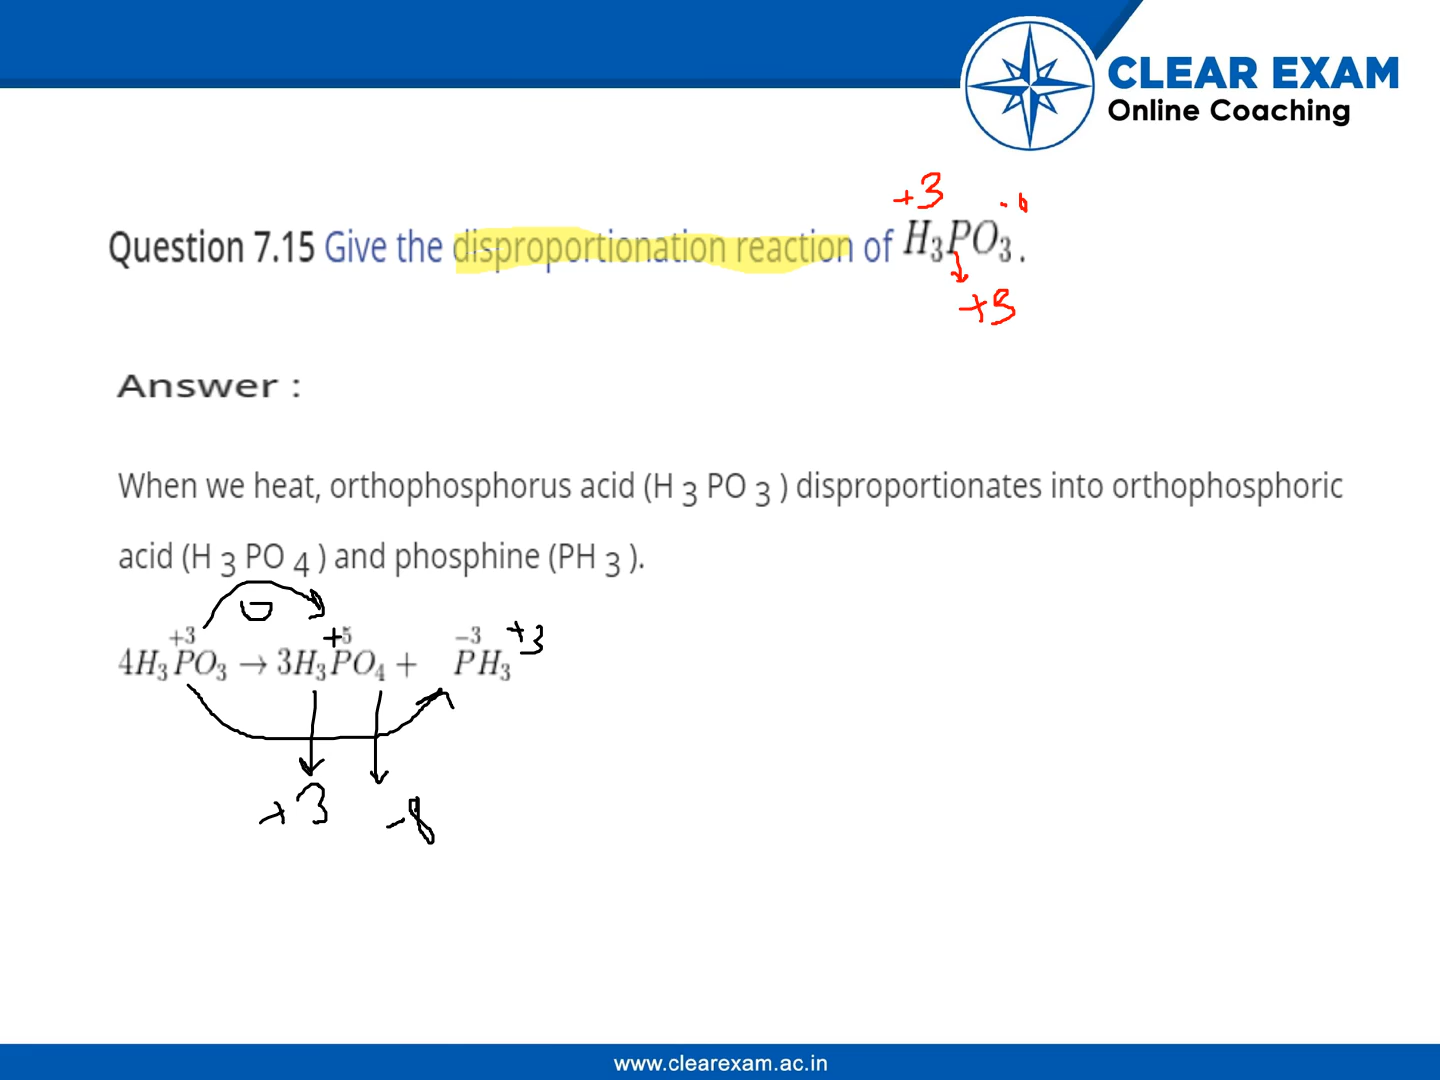 CLEAR EXAM
Online Coaching
+3
Question 7.15 Give the disproportionation reaction of H₃PO₃.
Answer :
When we heat, orthophosphorus acid (H 3 PO 3 ) disproportionates into orthophosphoric
acid (H 3 PO 4 ) and phosphine (PH 3 ).
+3 +5 −3 +3
4H₃PO₃ → 3H₃PO₄ + PH₃
+3 -8
www.clearexam.ac.in